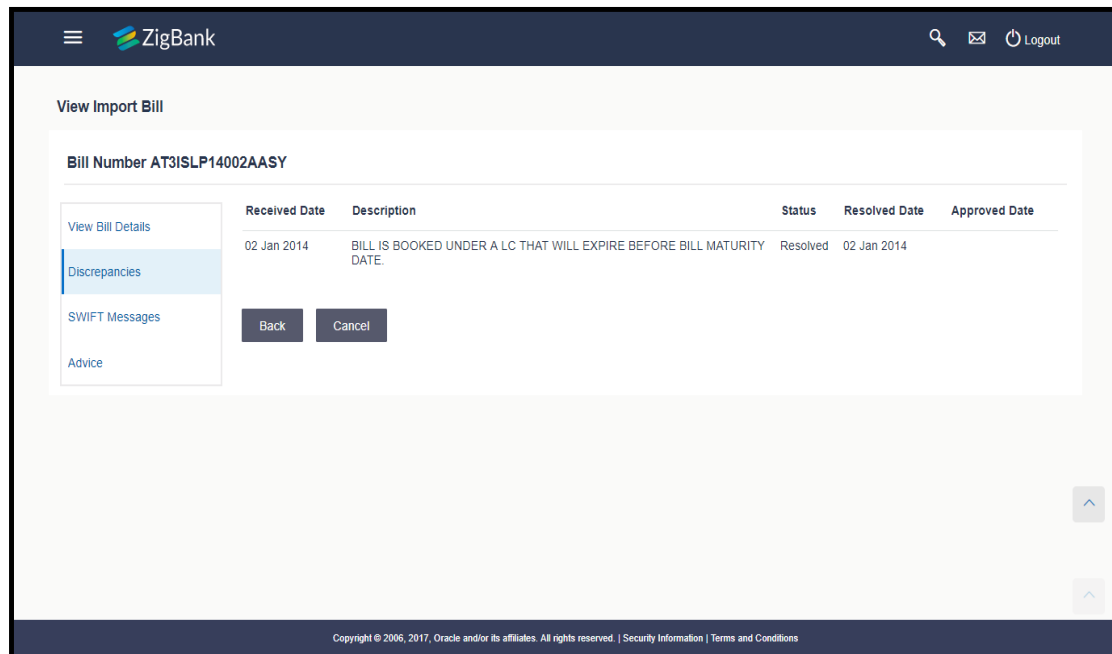 ZigBank
Logout
View Import Bill
Bill Number AT3ISLP14002AASY
View Bill Details
Discrepancies
SWIFT Messages
Advice
Received Date Description Status Resolved Date Approved Date
02 Jan 2014 BILL IS BOOKED UNDER A LC THAT WILL EXPIRE BEFORE BILL MATURITY Resolved 02 Jan 2014
DATE.
Back Cancel
Copyright © 2006, 2017, Oracle and/or its affiliates. All rights reserved. | Security Information | Terms and Conditions